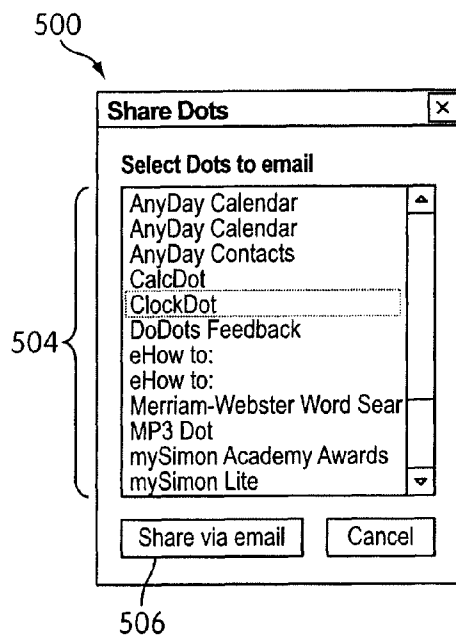 500
Share Dots ×
Select Dots to email
AnyDay Calendar
AnyDay Calendar
AnyDay Contacts
CalcDot
ClockDot
504
DoDots Feedback
eHow to:
eHow to:
Merriam-Webster Word Sear
MP3 Dot
mySimon Academy Awards
mySimon Lite
Share via email Cancel
506